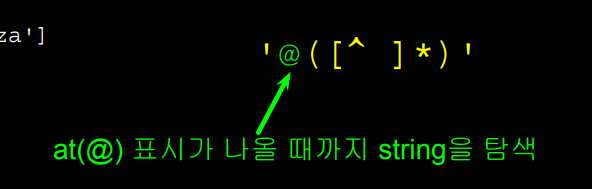 za']
'@([^ ]*)'
at(@) 표시가 나올 때까지 string을 탐색